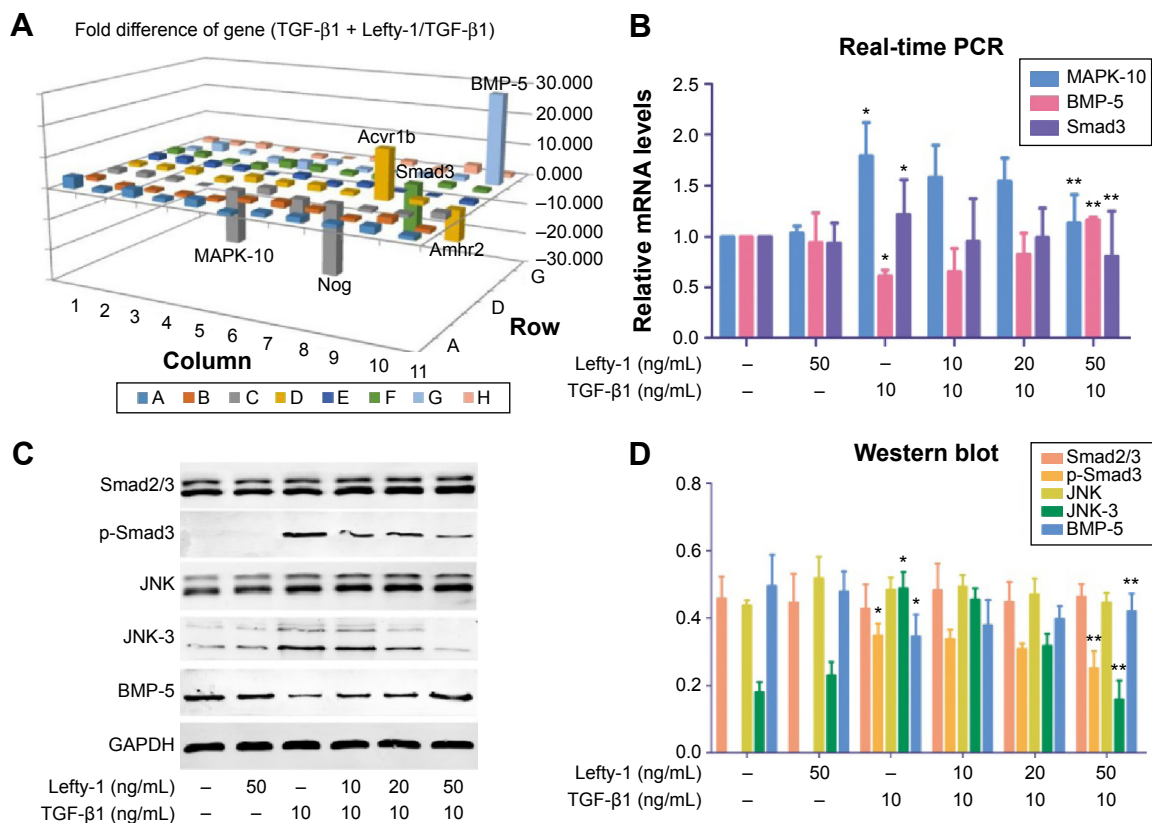 A
Fold difference of gene (TGF-β1 + Lefty-1/TGF-β1)
30.000
20.000
10.000
0.000
–10.000
–20.000
–30.000
BMP-5
Acvr1b
Smad3
MAPK-10
Nog
Amhr2
1 2 3 4 5 6 7 8 9 10 11
Column
A D G
Row
A B C D E F G H
B
Real-time PCR
MAPK-10
BMP-5
Smad3
Relative mRNA levels
2.5
2.0
1.5
1.0
0.5
0.0
* * * ** ** **
Lefty-1 (ng/mL) – 50 – 10 20 50
TGF-β1 (ng/mL) – – 10 10 10 10
C
Smad2/3
p-Smad3
JNK
JNK-3
BMP-5
GAPDH
Lefty-1 (ng/mL) – 50 – 10 20 50
TGF-β1 (ng/mL) – – 10 10 10 10
D
Western blot
Smad2/3
p-Smad3
JNK
JNK-3
BMP-5
0.8
0.6
0.4
0.2
0.0
* * * ** ** **
Lefty-1 (ng/mL) – 50 – 10 20 50
TGF-β1 (ng/mL) – – 10 10 10 10